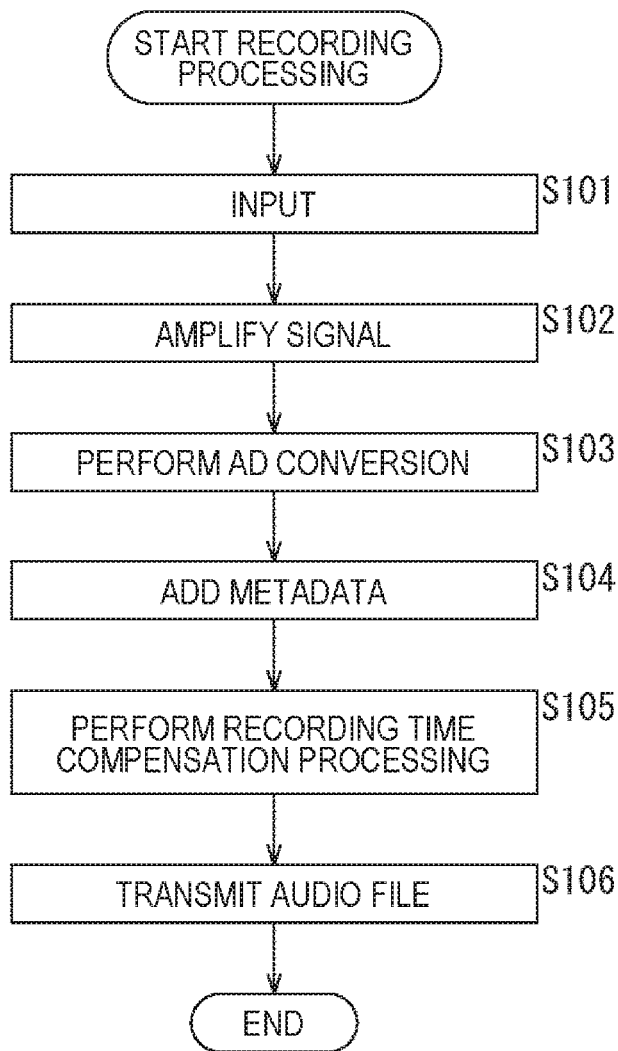 START RECORDING
PROCESSING
INPUT
S101
AMPLIFY SIGNAL
S102
PERFORM AD CONVERSION
S103
ADD METADATA
S104
PERFORM RECORDING TIME
COMPENSATION PROCESSING
S105
TRANSMIT AUDIO FILE
S106
END